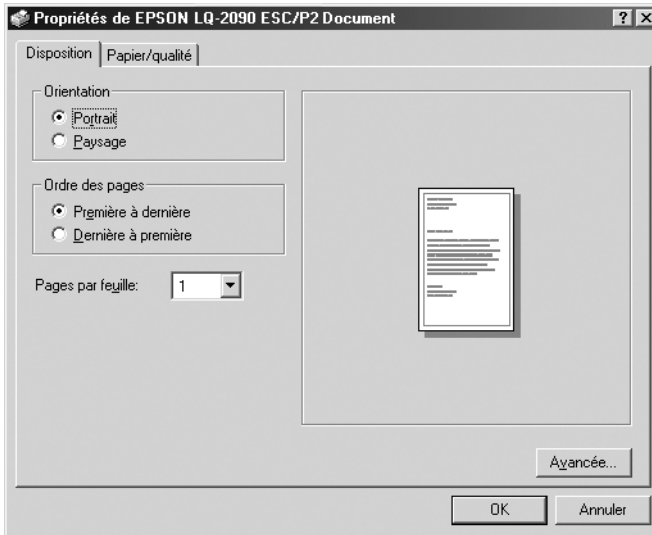 Propriétés de EPSON LQ-2090 ESC/P2 Document
Disposition
Papier/qualité
Orientation
Portrait
Paysage
Ordre des pages
Première à dernière
Dernière à première
Pages par feuille:
1
Avancée...
OK
Annuler